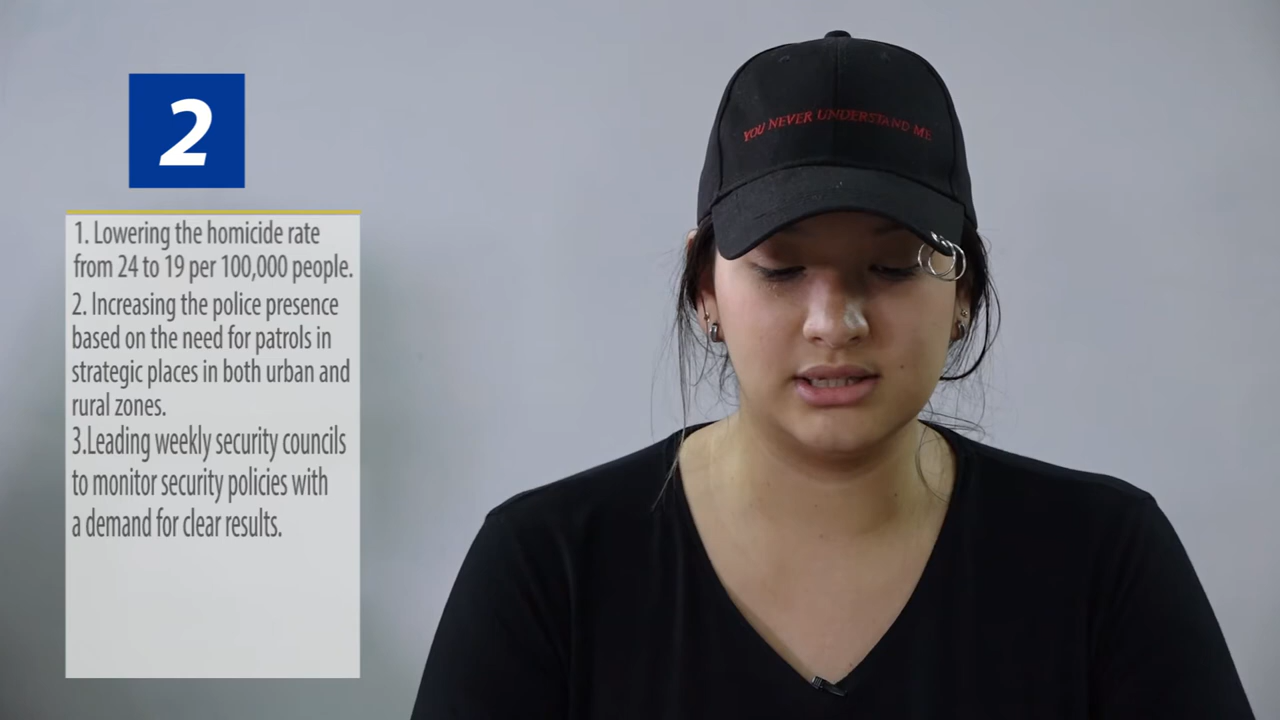 2
1. Lowering the homicide rate
from 24 to 19 per 100,000 people.
2. Increasing the police presence
based on the need for patrols in
strategic places in both urban and
rural zones.
3.Leading weekly security councils
to monitor security policies with
a demand for clear results.
YOU NEVER UNDERSTAND ME